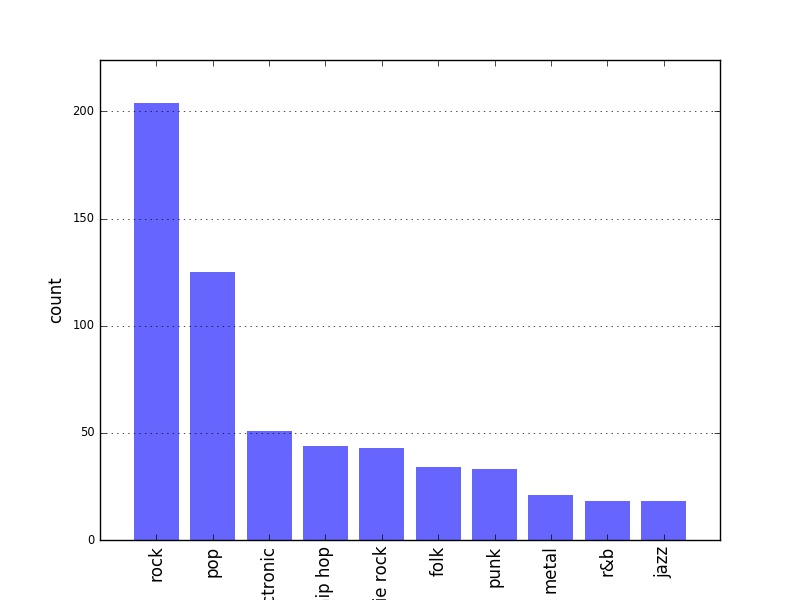 200
150
100
50
0
count
rock
pop
ctronic
ip hop
ie rock
folk
punk
metal
r&b
jazz